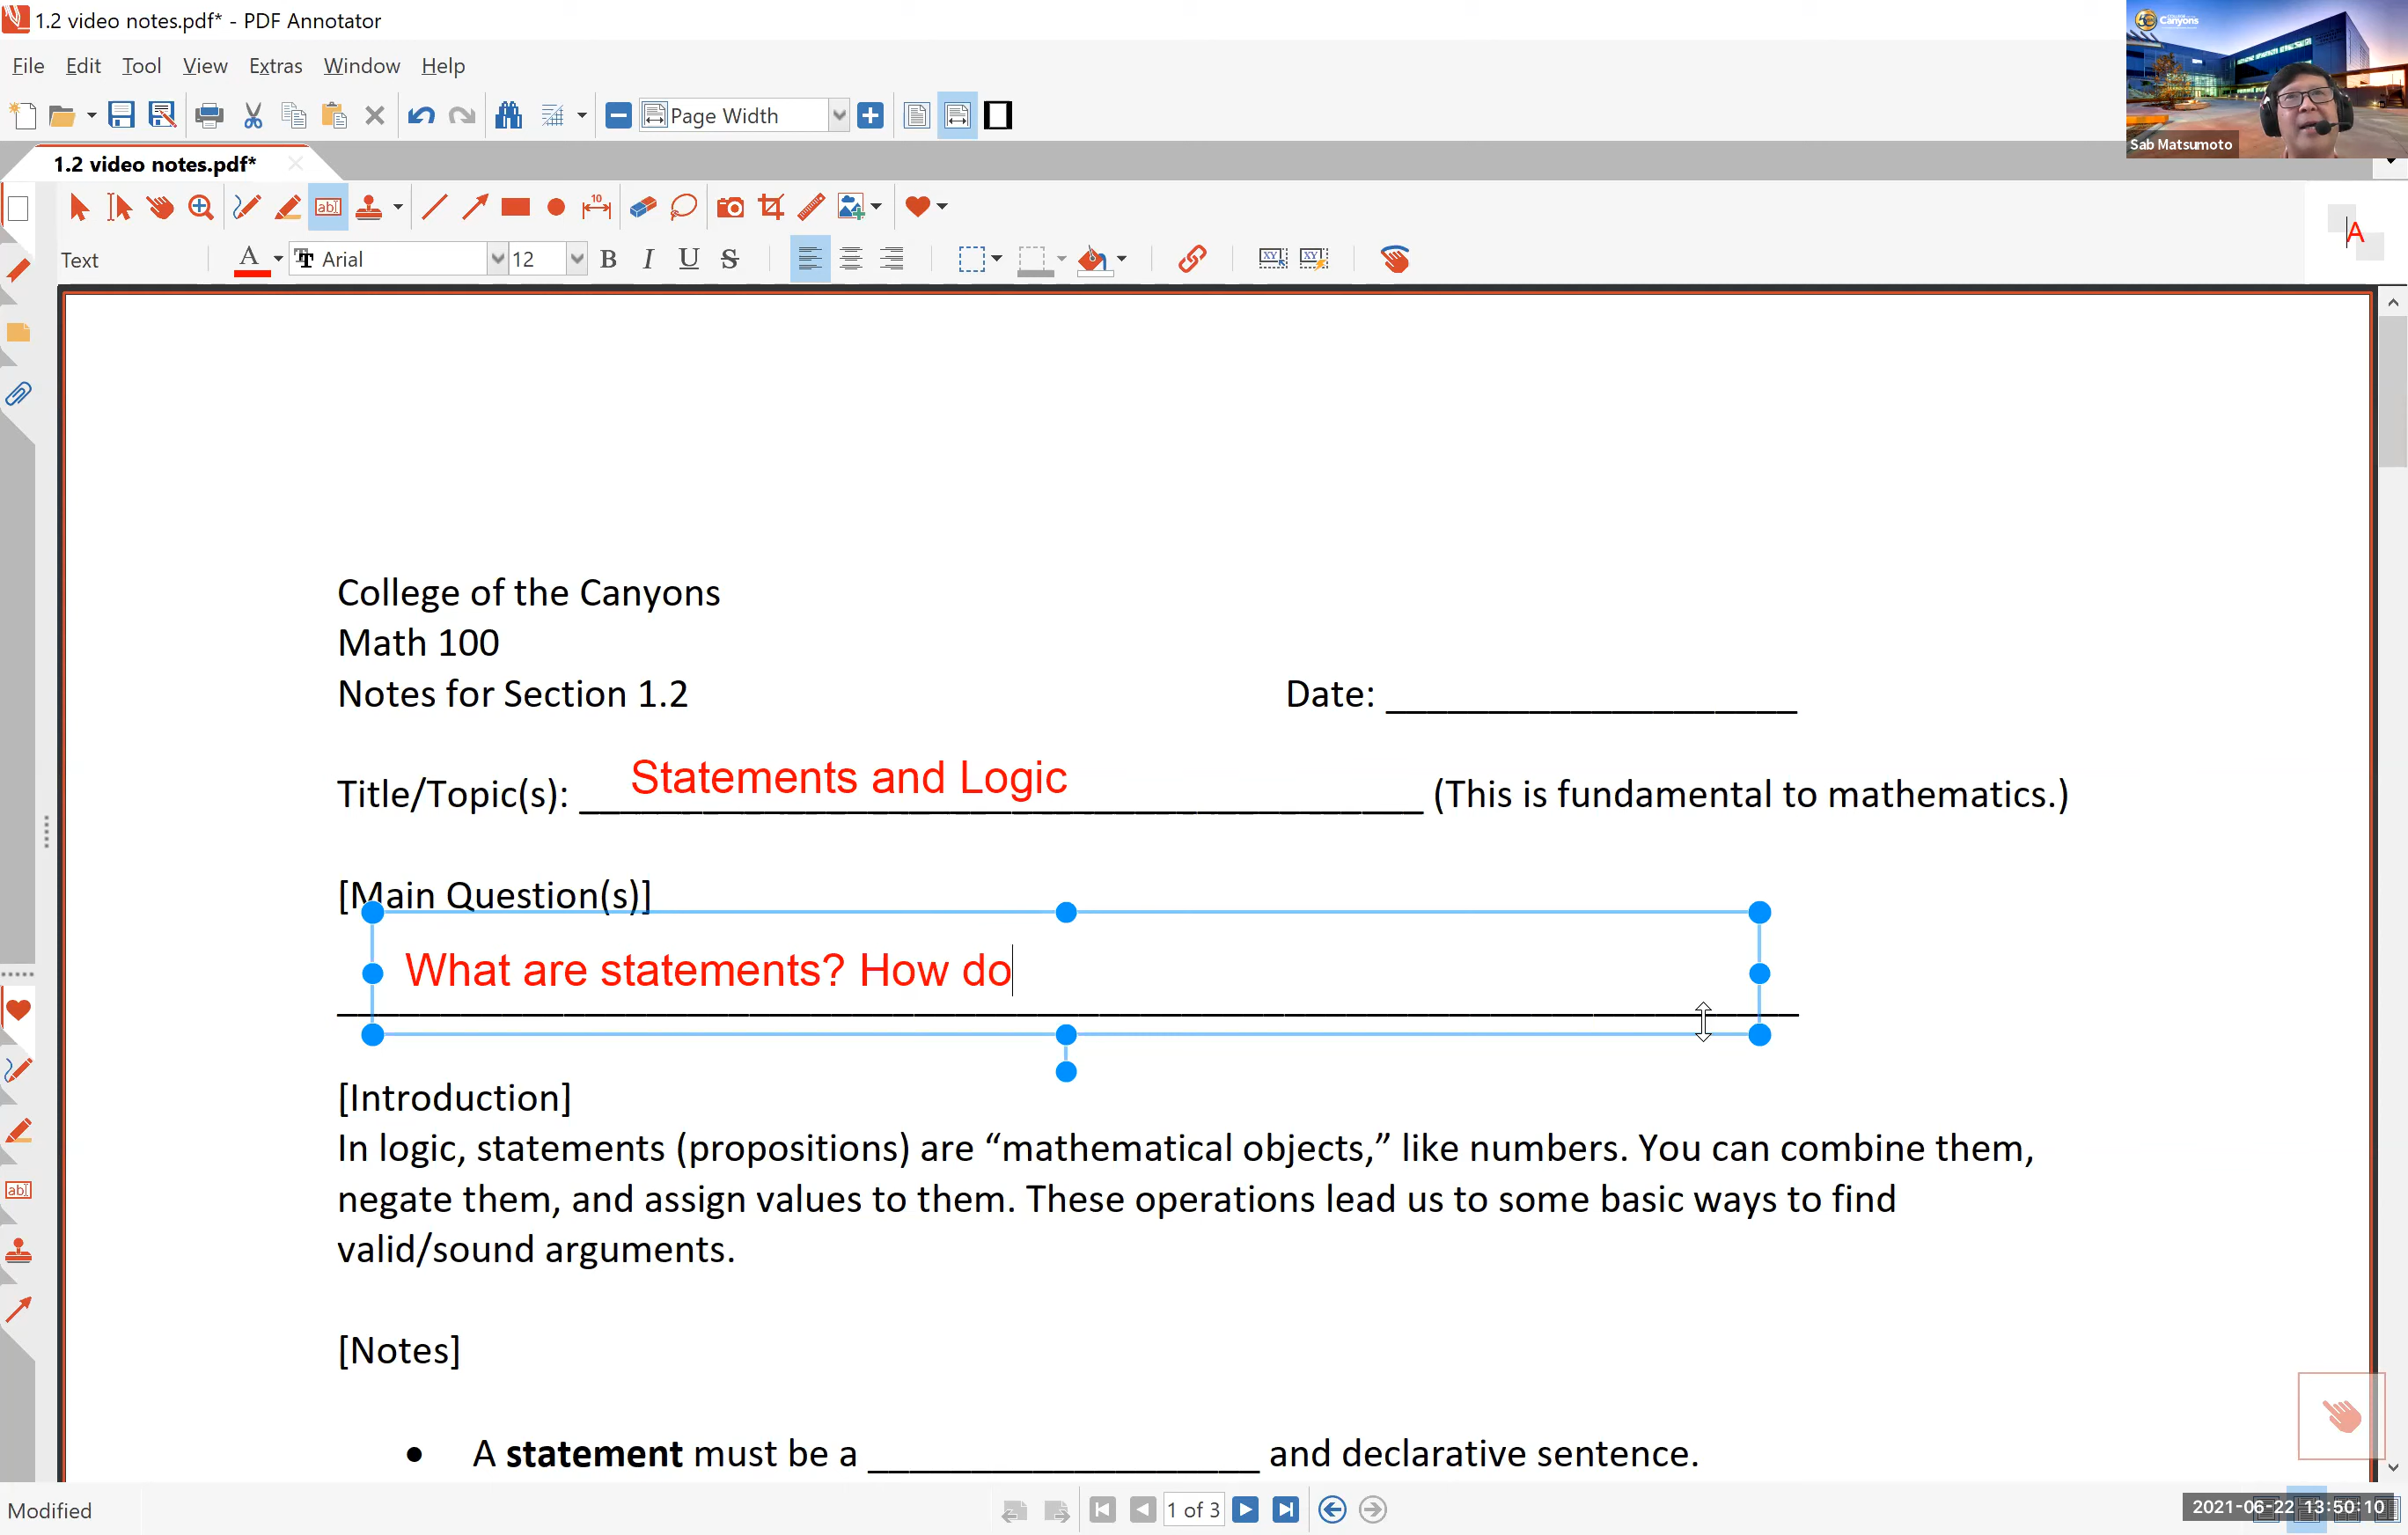 1.2 video notes.pdf* - PDF Annotator
File Edit Tool View Extras Window Help
Page Width
1.2 video notes.pdf*
Canyons
Sab Matsumoto
Text
Arial
12
College of the Canyons
Math 100
Notes for Section 1.2
Date: ____________________
Title/Topic(s): Statements and Logic (This is fundamental to mathematics.)
[Main Question(s)]
What are statements? How do
[Introduction]
In logic, statements (propositions) are “mathematical objects,” like numbers. You can combine them,
negate them, and assign values to them. These operations lead us to some basic ways to find
valid/sound arguments.
[Notes]
• A statement must be a ___________________ and declarative sentence.
Modified
1 of 3
2021-06-22 13:50:10